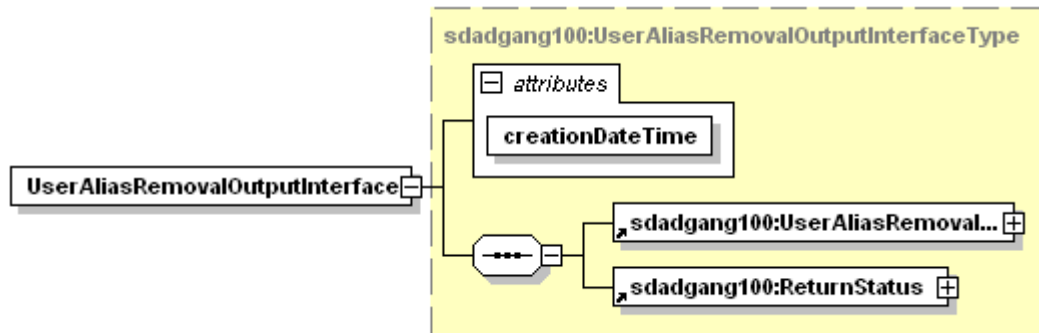 sdadgang100:UserAliasRemovalOutputInterfaceType
attributes
creationDateTime
UserAliasRemovalOutputInterface
sdadgang100:UserAliasRemoval...
sdadgang100:ReturnStatus